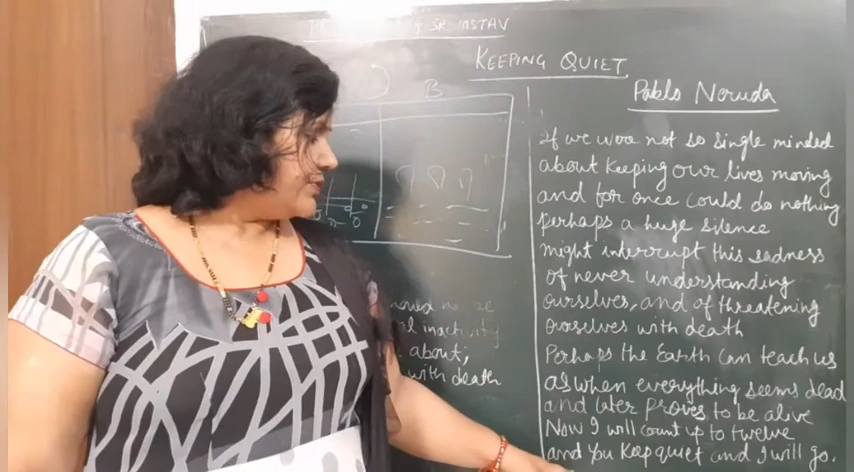 SRIVASTAV
KEEPING QUIET
Pablo Neruda
B
If we were not so single minded
about keeping our lives moving
and for once could do nothing
perhaps a huge silence
might interrupt this sadness
of never understanding
ourselves, and of threatening
ourselves with death
Perhaps the Earth can teach us
as when everything seems dead
and later proves to be alive
Now I will count up to twelve
and you keep quiet and I will go.
inactivity
about,
with death